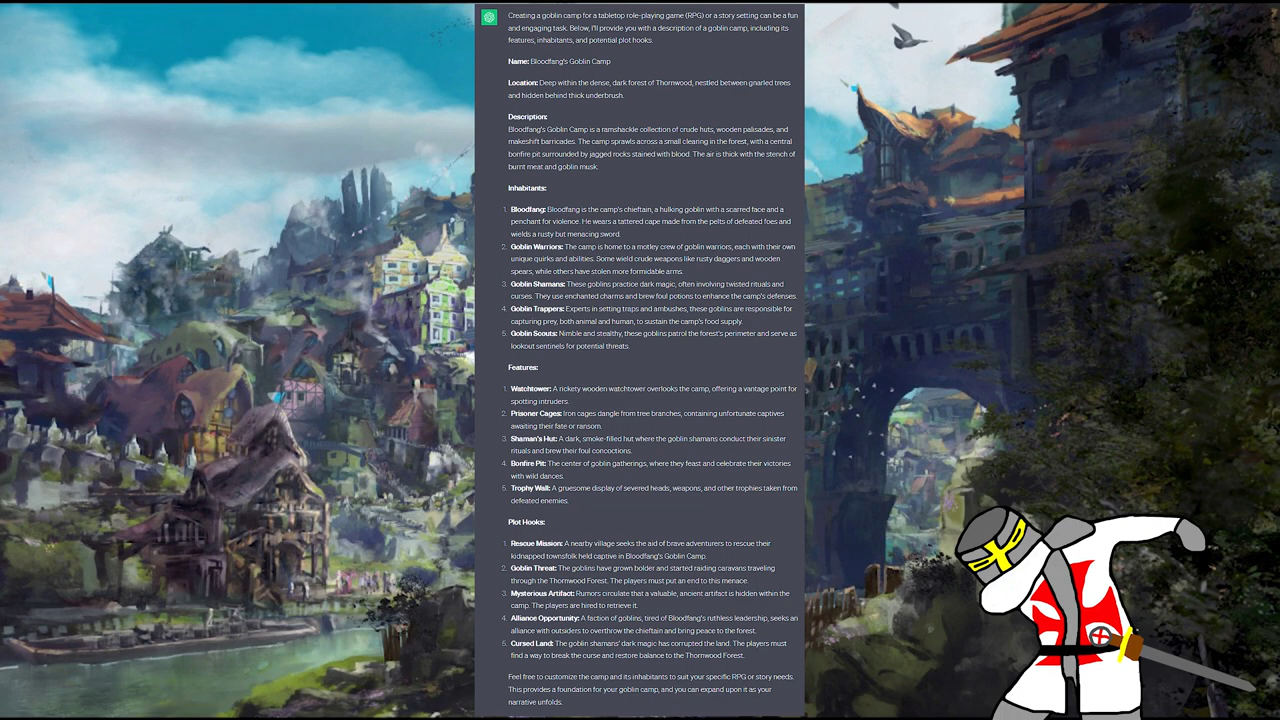 Creating a goblin camp for a tabletop role-playing game (RPG) or a story setting can be a fun
and engaging task. Below, I'll provide you with a description of a goblin camp, including its
features, inhabitants, and potential plot hooks.
Name: Bloodfang's Goblin Camp
Location: Deep within the dense, dark forest of Thornwood, nestled between gnarled trees
and hidden behind thick underbrush.
Description:
Bloodfang's Goblin Camp is a ramshackle collection of crude huts, wooden palisades, and
makeshift barricades. The camp sprawls across a small clearing in the forest, with a central
bonfire pit surrounded by jagged rocks stained with blood. The air is thick with the stench of
burnt meat and goblin musk.
Inhabitants:
1. Bloodfang: Bloodfang is the camp's chieftain, a hulking goblin with a scarred face and a
penchant for violence. He wears a tattered cape made from the pelts of defeated foes and
wields a rusty but menacing sword.
2. Goblin Warriors: The camp is home to a motley crew of goblin warriors, each with their own
unique quirks and abilities. Some wield crude weapons like rusty daggers and wooden
spears, while others have stolen more formidable arms.
3. Goblin Shamans: These goblins practice dark magic, often involving twisted rituals and
curses. They use enchanted charms and brew foul potions to enhance the camp's defenses.
4. Goblin Trappers: Experts in setting traps and ambushes, these goblins are responsible for
capturing prey, both animal and human, to sustain the camp's food supply.
5. Goblin Scouts: Nimble and stealthy, these goblins patrol the forest's perimeter and serve as
lookout sentinels for potential threats.
Features:
1. Watchtower: A rickety wooden watchtower overlooks the camp, offering a vantage point for
spotting intruders.
2. Prisoner Cages: Iron cages dangle from tree branches, containing unfortunate captives
awaiting their fate or ransom.
3. Shaman's Hut: A dark, smoke-filled hut where the goblin shamans conduct their sinister
rituals and brew their foul concoctions.
4. Bonfire Pit: The center of goblin gatherings, where they feast and celebrate their victories
with wild dances.
5. Trophy Wall: A gruesome display of severed heads, weapons, and other trophies taken from
defeated enemies.
Plot Hooks:
1. Rescue Mission: A nearby village seeks the aid of brave adventurers to rescue their
kidnapped townsfolk held captive in Bloodfang's Goblin Camp.
2. Goblin Threat: The goblins have grown bolder and started raiding caravans traveling
through the Thornwood Forest. The players must put an end to this menace.
3. Mysterious Artifact: Rumors circulate that a valuable, ancient artifact is hidden within the
camp. The players are hired to retrieve it.
4. Alliance Opportunity: A faction of goblins, tired of Bloodfang's ruthless leadership, seeks an
alliance with outsiders to overthrow the chieftain and bring peace to the forest.
5. Cursed Land: The goblin shamans' dark magic has corrupted the land. The players must
find a way to break the curse and restore balance to the Thornwood Forest.
Feel free to customize the camp and its inhabitants to suit your specific RPG or story needs.
This provides a foundation for your goblin camp, and you can expand upon it as your
narrative unfolds.